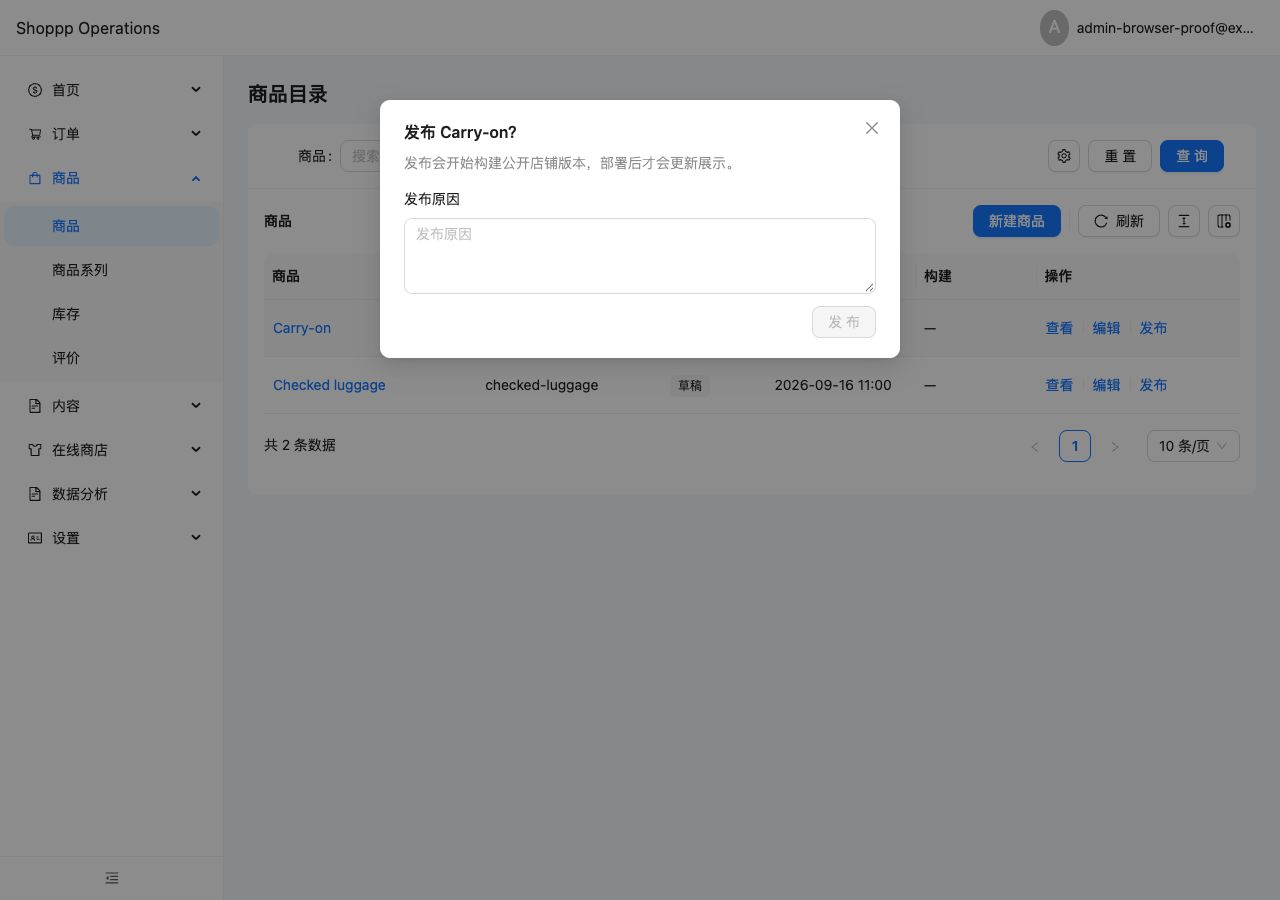 Shoppp Operations
A
admin-browser-proof@ex...
首页
订单
商品
商品
商品系列
库存
评价
内容
在线商店
数据分析
设置
商品目录
商品：
搜索
重 置
查 询
商品
新建商品
刷新
商品
构建
操作
Carry-on
—
查看
编辑
发布
Checked luggage
checked-luggage
草稿
2026-09-16 11:00
—
查看
编辑
发布
共 2 条数据
1
10 条/页
发布 Carry-on?
发布会开始构建公开店铺版本，部署后才会更新展示。
发布原因
发布原因
发 布